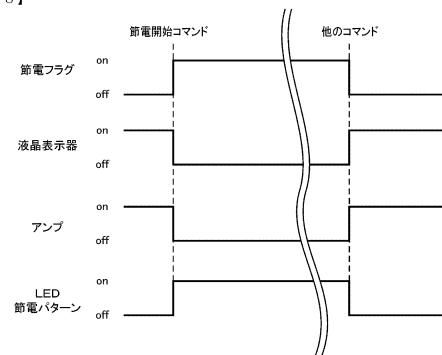 節電開始コマンド 他のコマンド
on
節電フラグ
off
on
液晶表示器
off
on
アンプ
off
on
LED
節電パターン
off